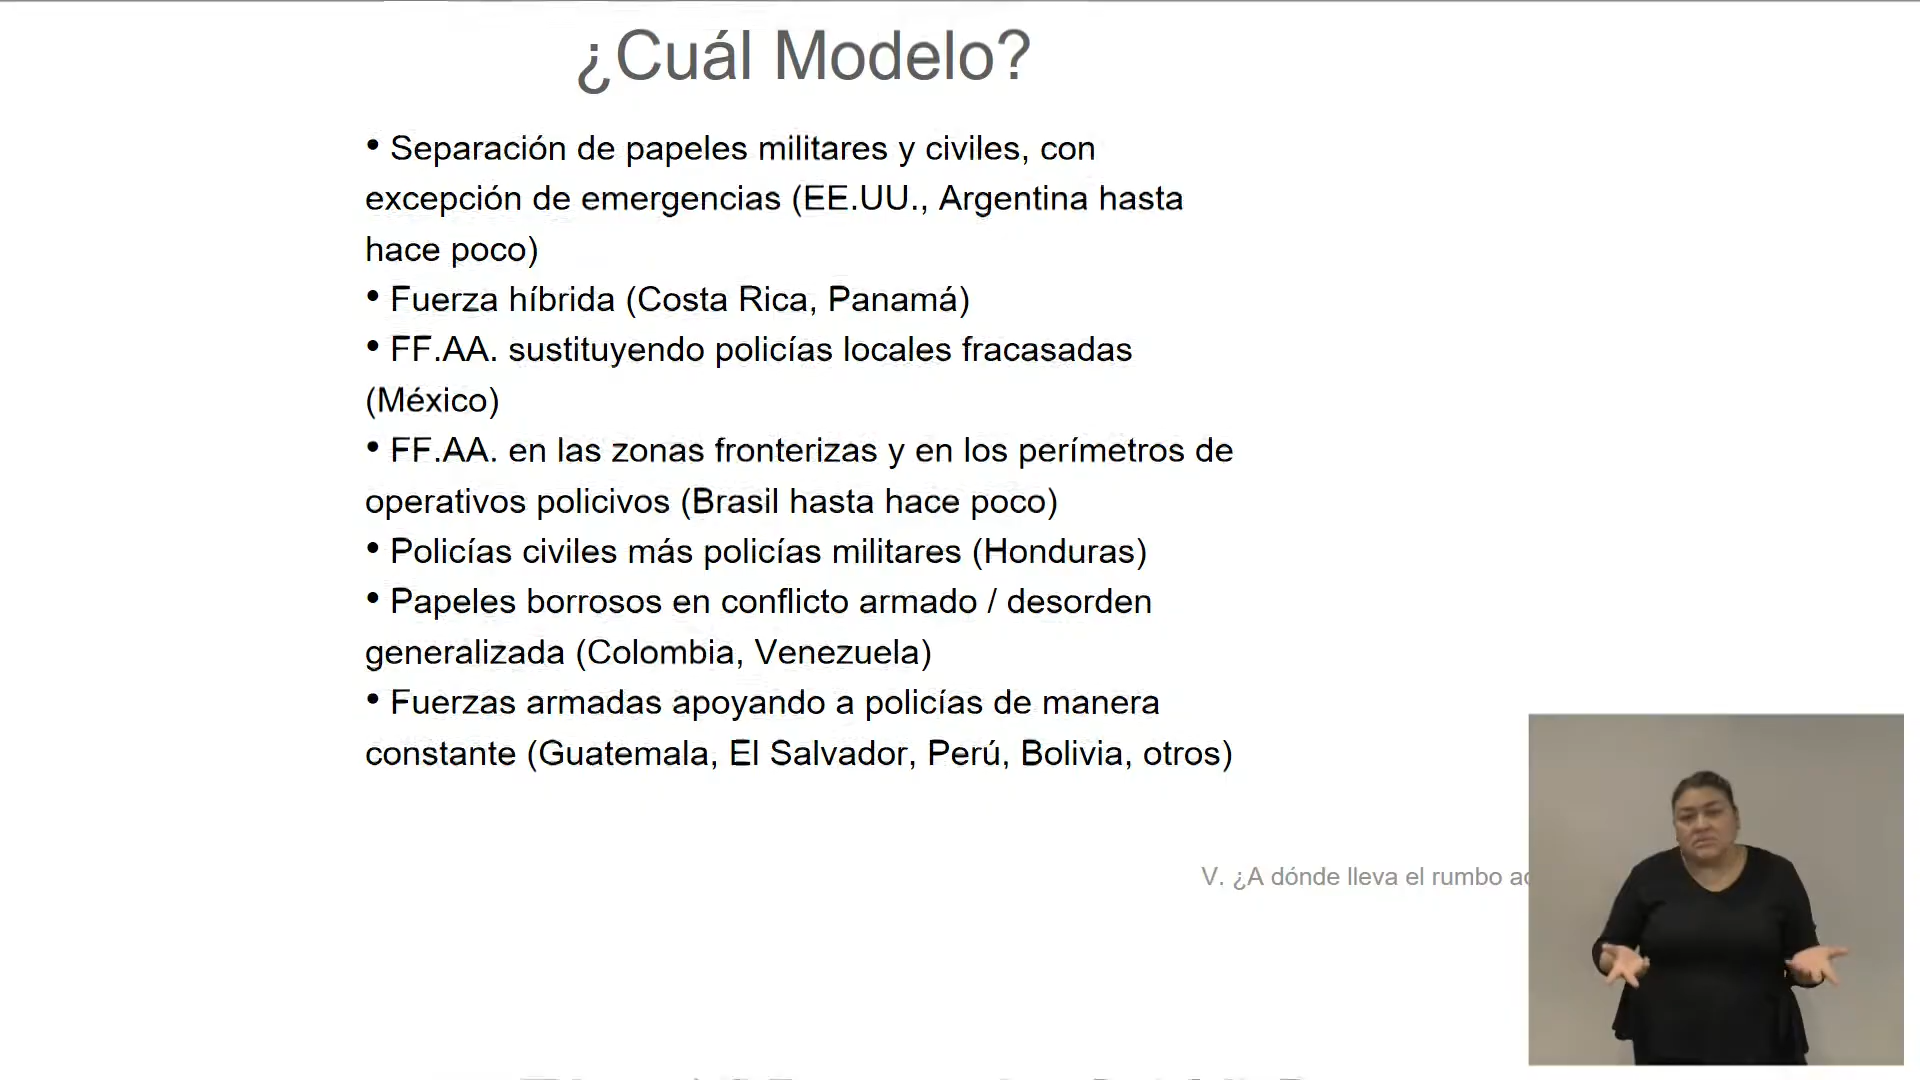 ¿Cuál Modelo?
• Separación de papeles militares y civiles, con
excepción de emergencias (EE.UU., Argentina hasta
hace poco)
• Fuerza híbrida (Costa Rica, Panamá)
• FF.AA. sustituyendo policías locales fracasadas
(México)
• FF.AA. en las zonas fronterizas y en los perímetros de
operativos policivos (Brasil hasta hace poco)
• Policías civiles más policías militares (Honduras)
• Papeles borrosos en conflicto armado / desorden
generalizada (Colombia, Venezuela)
• Fuerzas armadas apoyando a policías de manera
constante (Guatemala, El Salvador, Perú, Bolivia, otros)
V. ¿A dónde lleva el rumbo